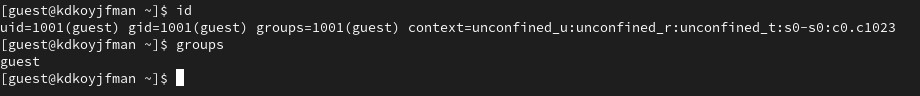 [guest@kdkoyjfman ~]$ id
uid=1001(guest) gid=1001(guest) groups=1001(guest) context=unconfined_u:unconfined_r:unconfined_t:s0-s0:c0.c1023
[guest@kdkoyjfman ~]$ groups
guest
[guest@kdkoyjfman ~]$